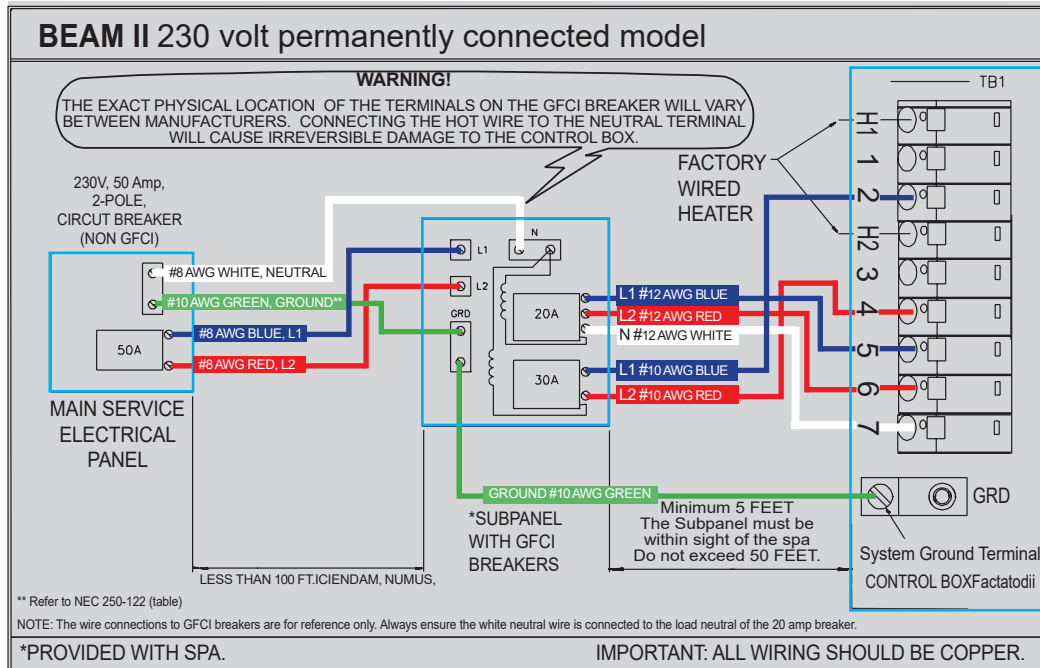 BEAM II 230 volt permanently connected model
WARNING!
THE EXACT PHYSICAL LOCATION OF THE TERMINALS ON THE GFCI BREAKER WILL VARY
BETWEEN MANUFACTURERS. CONNECTING THE HOT WIRE TO THE NEUTRAL TERMINAL
WILL CAUSE IRREVERSIBLE DAMAGE TO THE CONTROL BOX.
230V, 50 Amp,
2-POLE,
CIRCUT BREAKER
(NON GFCI)
#8 AWG WHITE, NEUTRAL
#10 AWG GREEN, GROUND**
#8 AWG BLUE, L1
#8 AWG RED, L2
50A
MAIN SERVICE
ELECTRICAL
PANEL
L1
L2
GRD
N
20A
30A
L1 #12 AWG BLUE
L2 #12 AWG RED
N #12 AWG WHITE
L1 #10 AWG BLUE
L2 #10 AWG RED
GROUND #10 AWG GREEN
*SUBPANEL
WITH GFCI
BREAKERS
FACTORY
WIRED
HEATER
TB1
H1
1
2
H2
3
4
5
6
7
GRD
System Ground Terminal
CONTROL BOXFactatodii
Minimum 5 FEET
The Subpanel must be
within sight of the spa
Do not exceed 50 FEET.
LESS THAN 100 FT.ICIENDAM, NUMUS,
** Refer to NEC 250-122 (table)
NOTE: The wire connections to GFCI breakers are for reference only. Always ensure the white neutral wire is connected to the load neutral of the 20 amp breaker.
*PROVIDED WITH SPA.
IMPORTANT: ALL WIRING SHOULD BE COPPER.